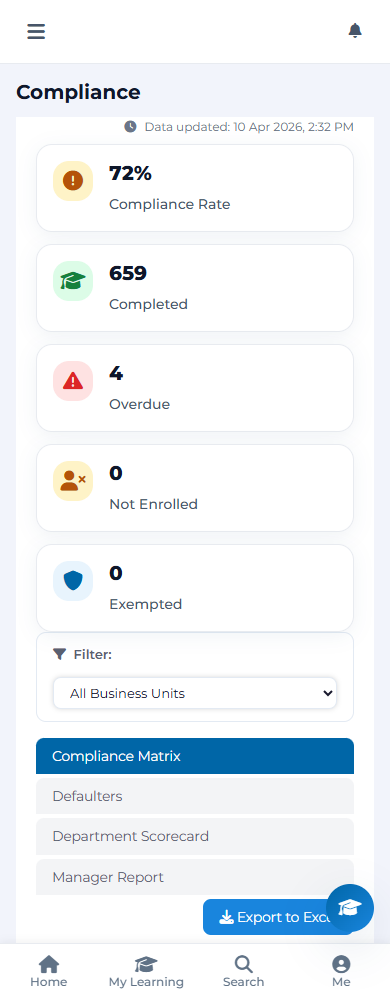 Compliance
Data updated: 10 Apr 2026, 2:32 PM
72%
Compliance Rate
659
Completed
4
Overdue
0
Not Enrolled
0
Exempted
Filter:
All Business Units
Compliance Matrix
Defaulters
Department Scorecard
Manager Report
Export to
Home
My Learning
Search
Me